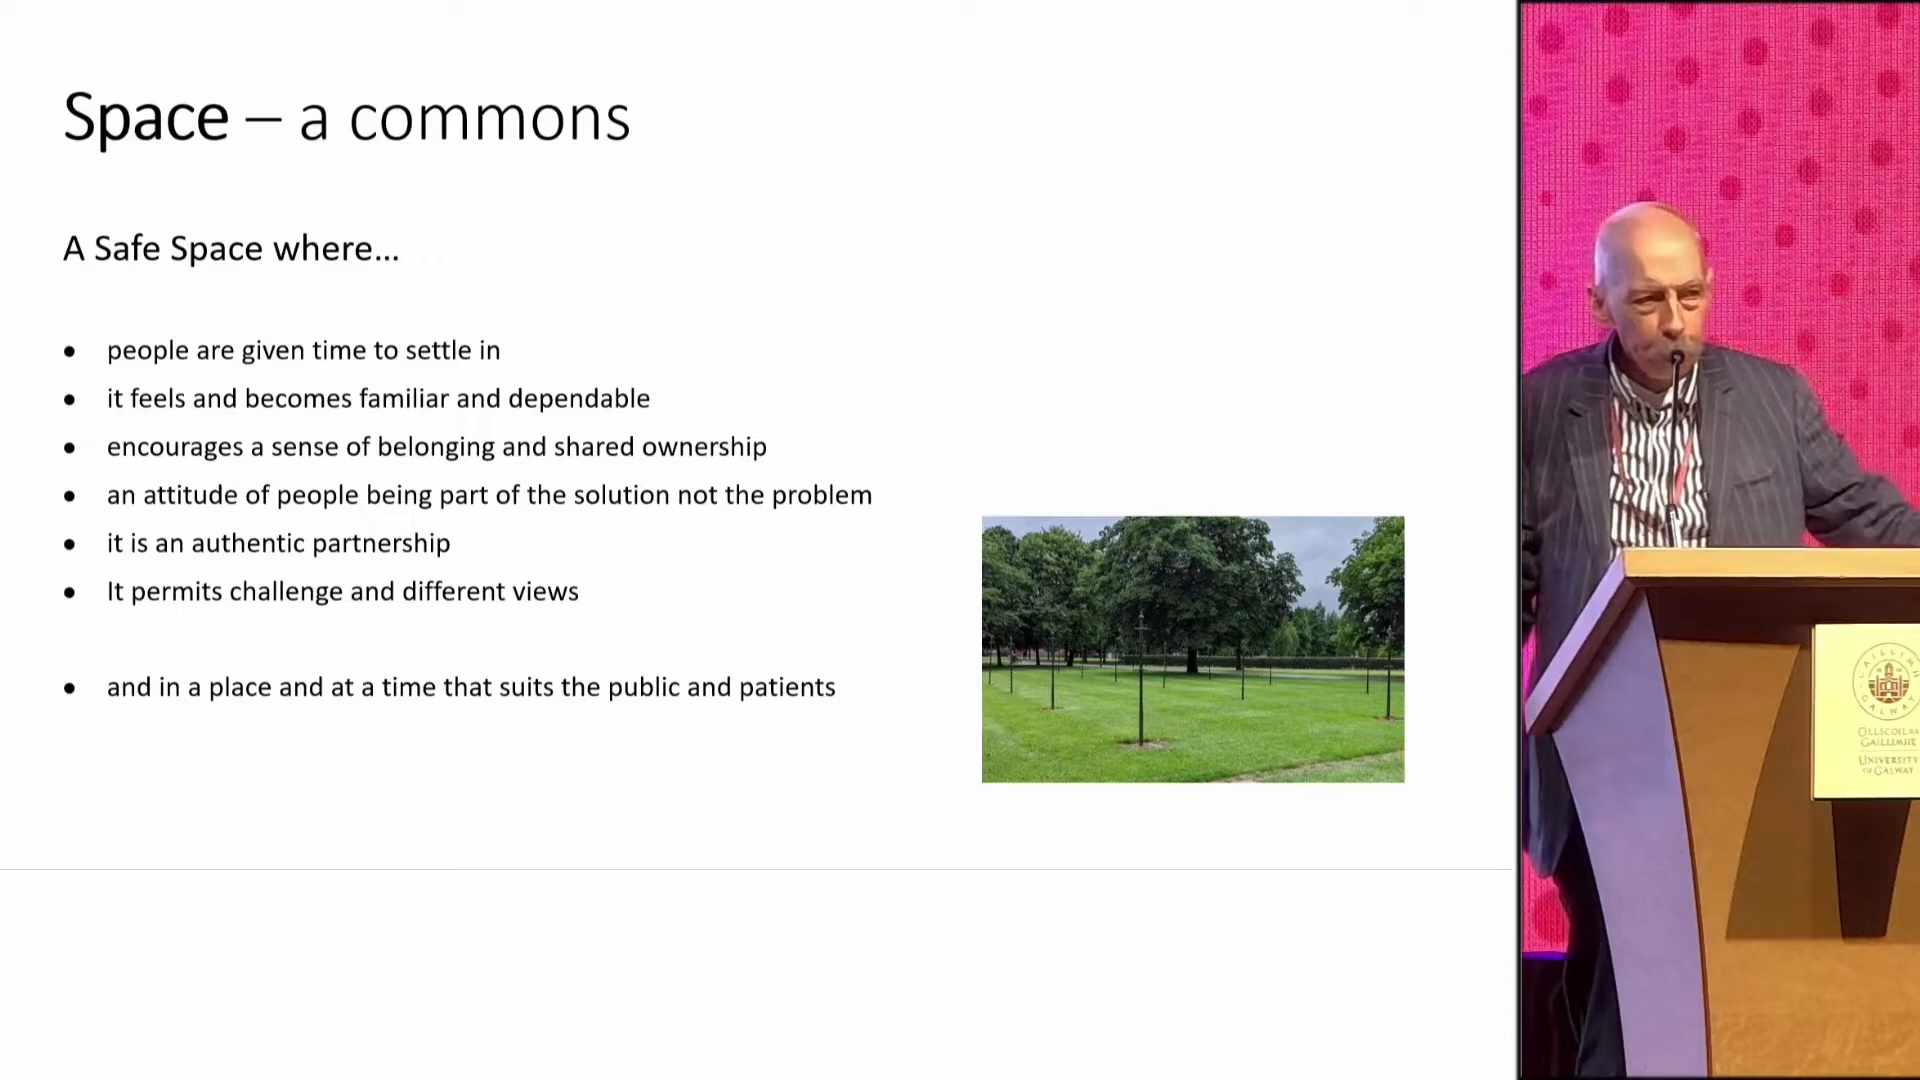 Space – a commons
A Safe Space where...
• people are given time to settle in
• it feels and becomes familiar and dependable
• encourages a sense of belonging and shared ownership
• an attitude of people being part of the solution not the problem
• it is an authentic partnership
• It permits challenge and different views
• and in a place and at a time that suits the public and patients
OLLSCOIL NA
GAILLIMHE
UNIVERSITY
OF GALWAY